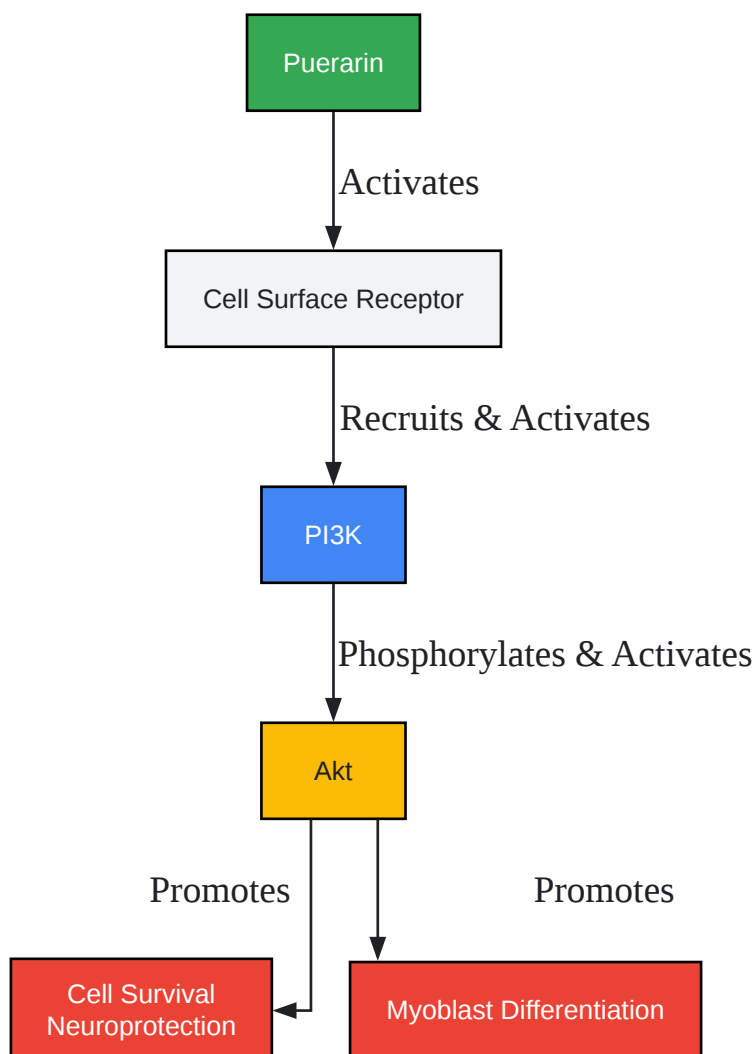 Puerarin
Activates
Cell Surface Receptor
Recruits & Activates
PI3K
Phosphorylates & Activates
Akt
Promotes
Promotes
Cell Survival
Neuroprotection
Myoblast Differentiation